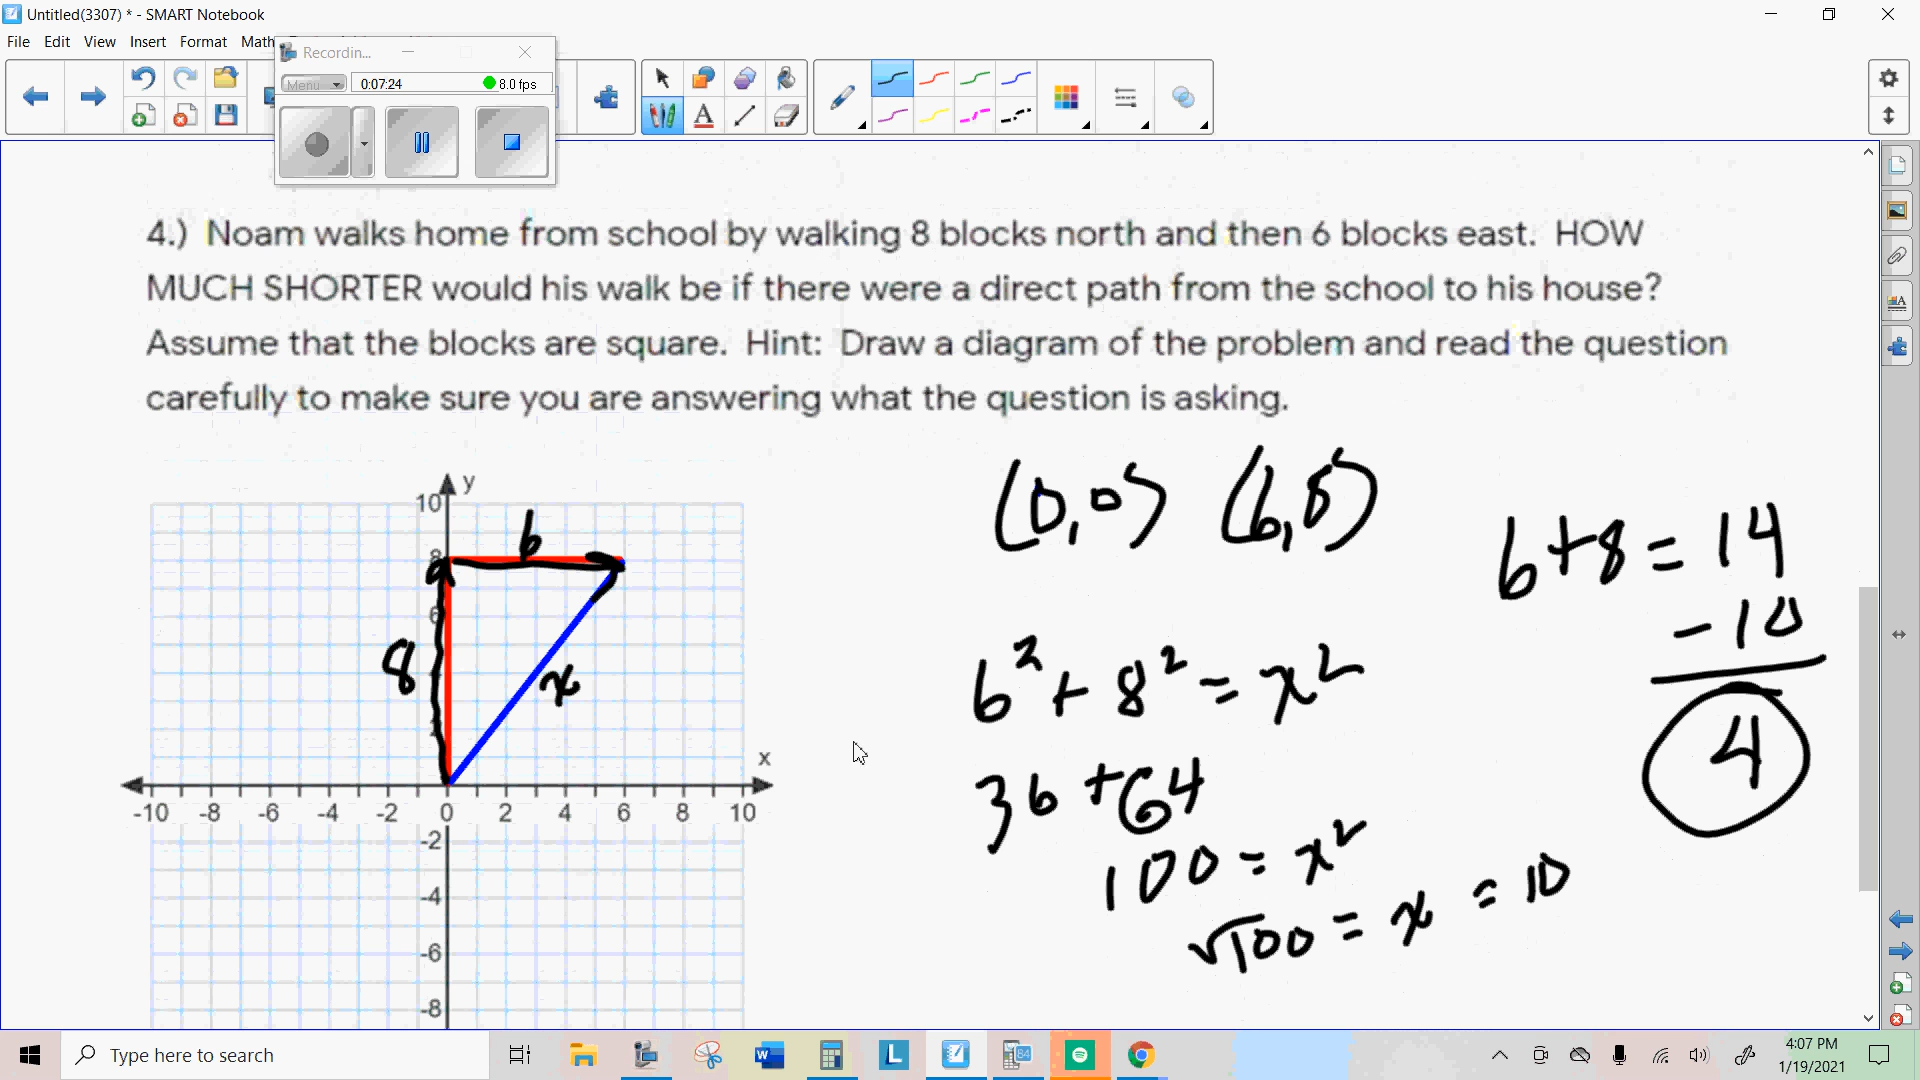 Untitled(3307) * - SMART Notebook
File Edit View Insert Format Math
Recordin...
Menu 0:07:24 8.0 fps
4.) Noam walks home from school by walking 8 blocks north and then 6 blocks east. HOW
MUCH SHORTER would his walk be if there were a direct path from the school to his house?
Assume that the blocks are square. Hint: Draw a diagram of the problem and read the question
carefully to make sure you are answering what the question is asking.
y
10
8
6
6
8
x
x
-10 -8 -6 -4 -2 0 2 4 6 8 10
-2
-4
-6
-8
(0,0) (6,8)
6+8=14
-10
4
6²+8²=x²
36+64
100=x²
√100=x=10
Type here to search
W
L
84
4:07 PM
1/19/2021